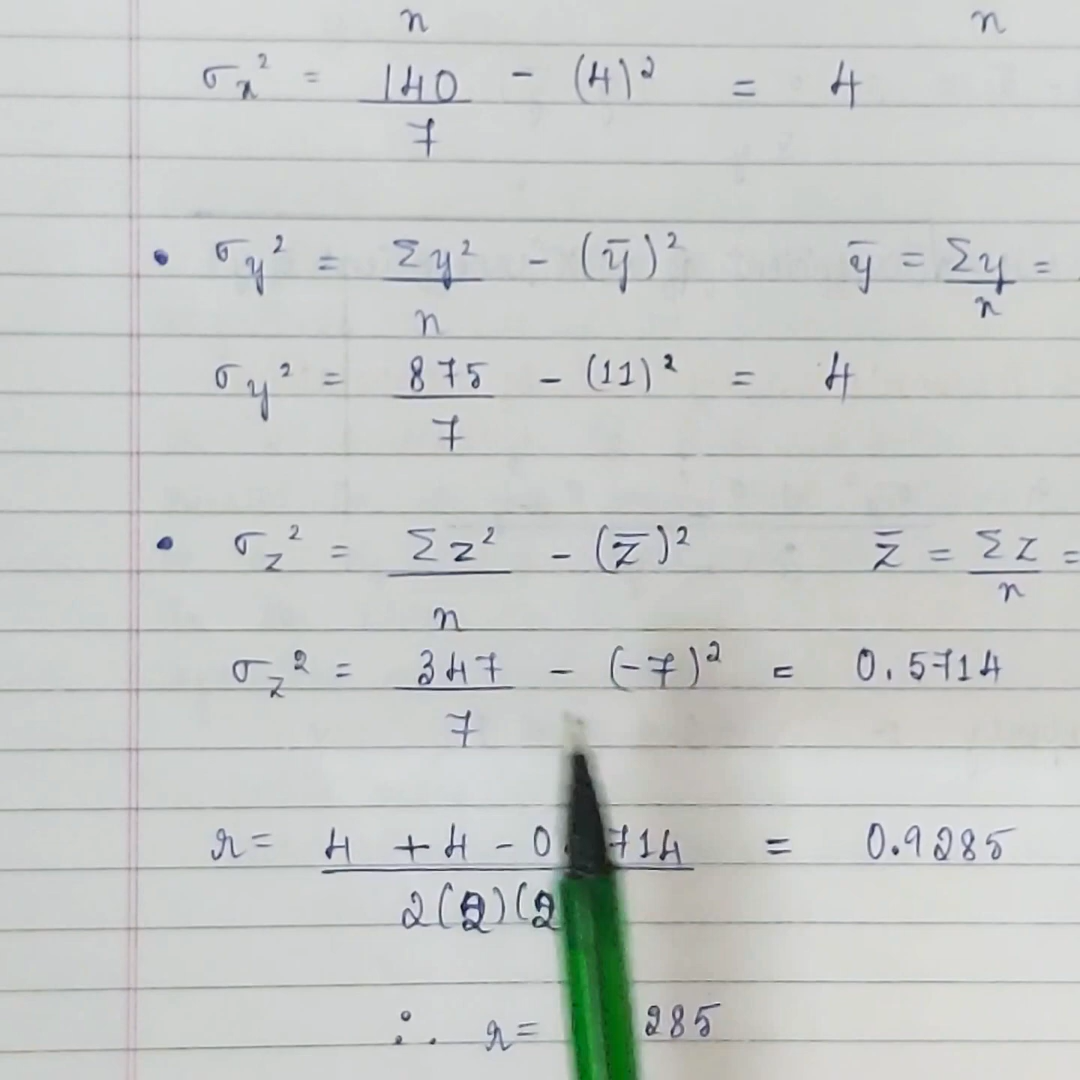 n n
σx² = 140/7 - (4)² = 4
• σy² = Σy²/n - (ȳ)² ȳ = Σy/n =
σy² = 875/7 - (11)² = 4
• σz² = Σz²/n - (z̄)² z̄ = Σz/n =
σz² = 347/7 - (-7)² = 0.5714
r = 4 + 4 - 0. 714/2(2)(2 = 0.9285
∴ r = 285